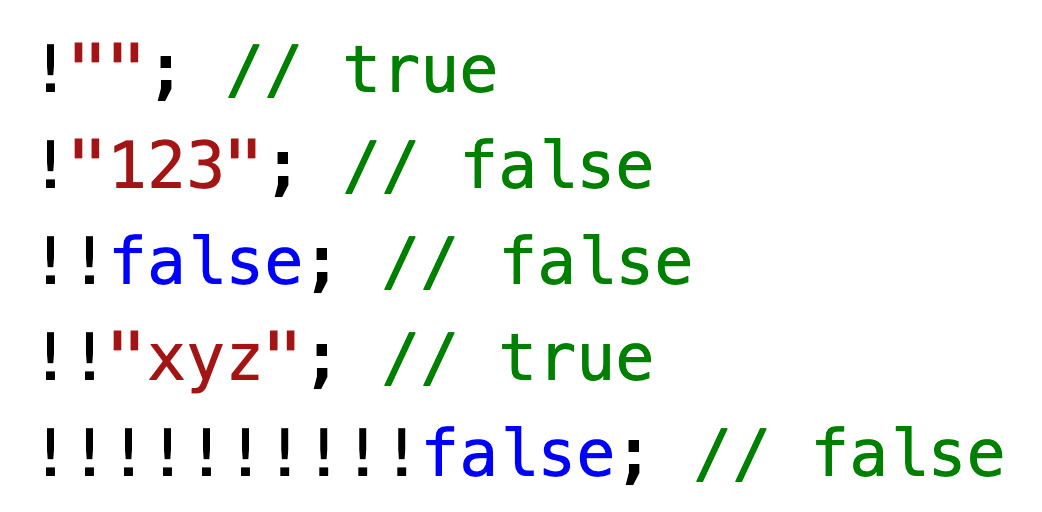 !""; // true
!"123"; // false
!!false; // false
!!"xyz"; // true
!!!!!!!!!!false; // false